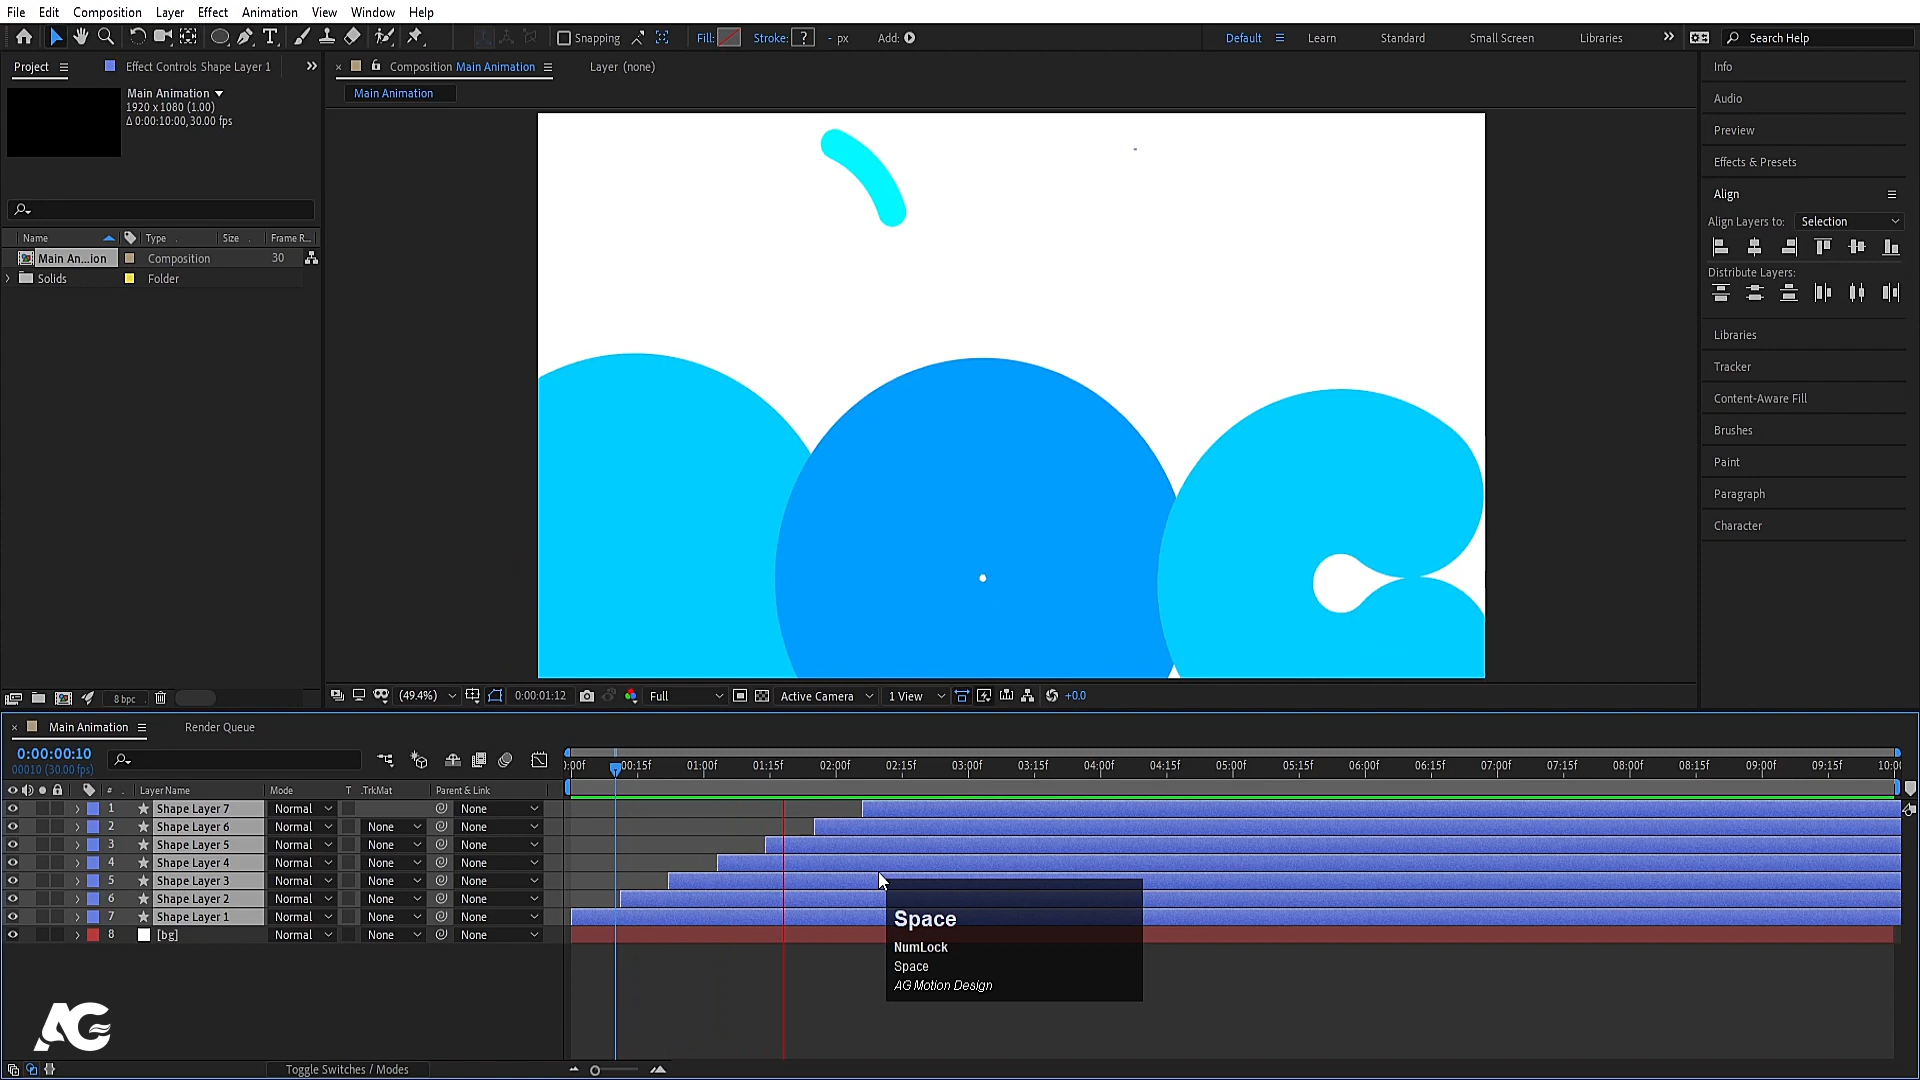 File Edit Composition Layer Effect Animation View Window Help
Snapping Fill: Stroke: ? - px Add: Default Learn Standard Small Screen Libraries Search Help
Project Effect Controls Shape Layer 1 Composition Main Animation Layer (none) Info
Main Animation
1920 x 1080 (1.00)
Δ 0:00:10:00, 30.00 fps
Main Animation
Audio
Preview
Effects & Presets
Align
Align Layers to: Selection
Distribute Layers:
Name Type Size Frame R...
Main An...ion Composition 30
Solids Folder
Libraries
Tracker
Content-Aware Fill
Brushes
Paint
Paragraph
Character
8 bpc (49.4%) 0:00:01:12 Full Active Camera 1 View +0.0
Main Animation Render Queue
0:00:00:10
00010 (30.00 fps)
:00f 00:15f 01:00f 01:15f 02:00f 02:15f 03:00f 03:15f 04:00f 04:15f 05:00f 05:15f 06:00f 06:15f 07:00f 07:15f 08:00f 08:15f 09:00f 09:15f 10:00
# Layer Name Mode T .TrkMat Parent & Link
1 Shape Layer 7 Normal None
2 Shape Layer 6 Normal None None
3 Shape Layer 5 Normal None None
4 Shape Layer 4 Normal None None
5 Shape Layer 3 Normal None None
6 Shape Layer 2 Normal None None
7 Shape Layer 1 Normal None None
8 [bg] Normal None None
Space
NumLock
Space
AG Motion Design
AG
Toggle Switches / Modes